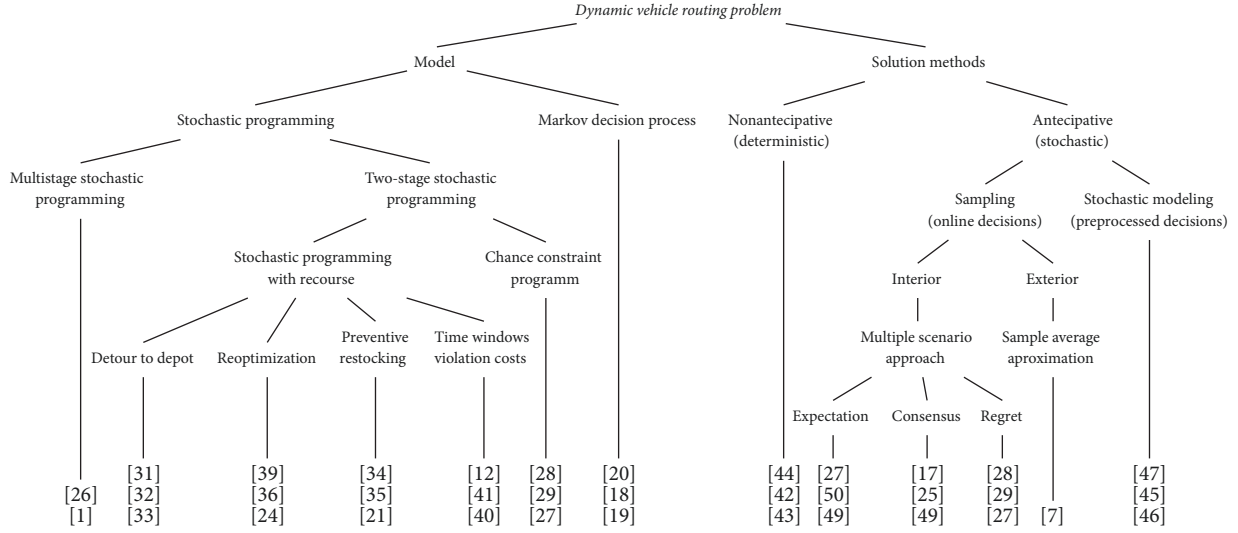 Dynamic vehicle routing problem
Model
Solution methods
Stochastic programming
Markov decision process
Nonantecipative
(deterministic)
Antecipative
(stochastic)
Multistage stochastic
programming
Two-stage stochastic
programming
Sampling
(online decisions)
Stochastic modeling
(preprocessed decisions)
Stochastic programming
with recourse
Chance constraint
programm
Interior
Exterior
Detour to depot
Reoptimization
Preventive
restocking
Time windows
violation costs
Multiple scenario
approach
Sample average
aproximation
Expectation
Consensus
Regret
[26]
[1]
[31]
[32]
[33]
[39]
[36]
[24]
[34]
[35]
[21]
[12]
[41]
[40]
[28]
[29]
[27]
[20]
[18]
[19]
[44]
[42]
[43]
[27]
[50]
[49]
[17]
[25]
[49]
[28]
[29]
[27]
[7]
[47]
[45]
[46]